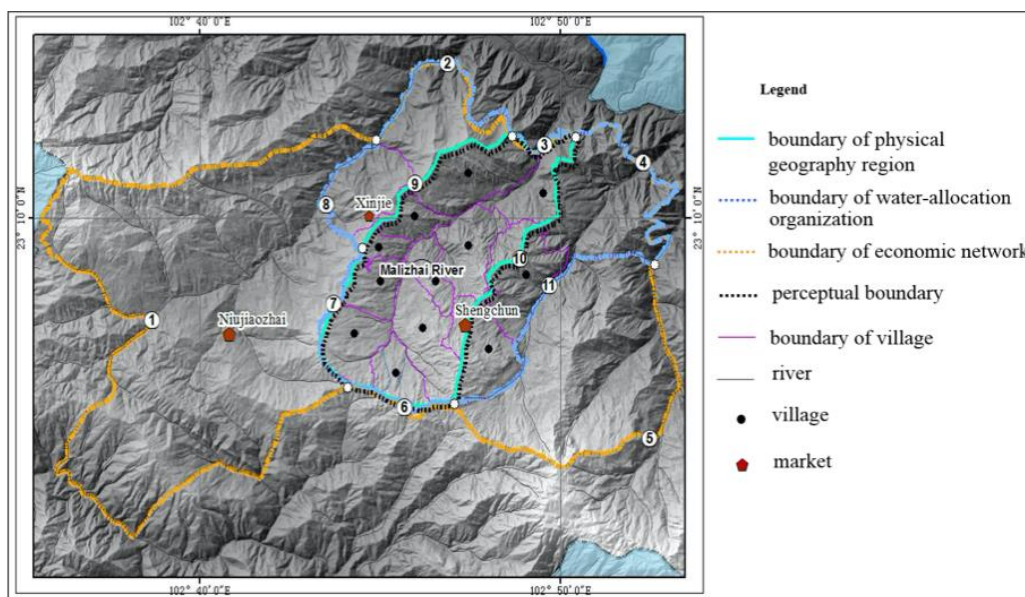 102° 40′ 0″E 102° 50′ 0″E
2
3
4
9
8
Xinjie
23° 10′ 0″N
23° 10′ 0″N
10
Malizhai River
11
7
Shengchun
1
Niujiaozhai
6
5
102° 40′ 0″E 102° 50′ 0″E
Legend
boundary of physical
geography region
boundary of water-allocation
organization
boundary of economic network
perceptual boundary
boundary of village
river
village
market